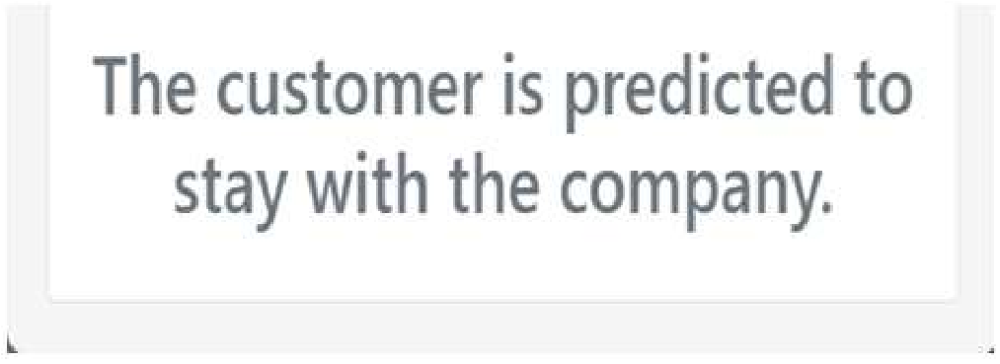 The customer is predicted to
stay with the company.